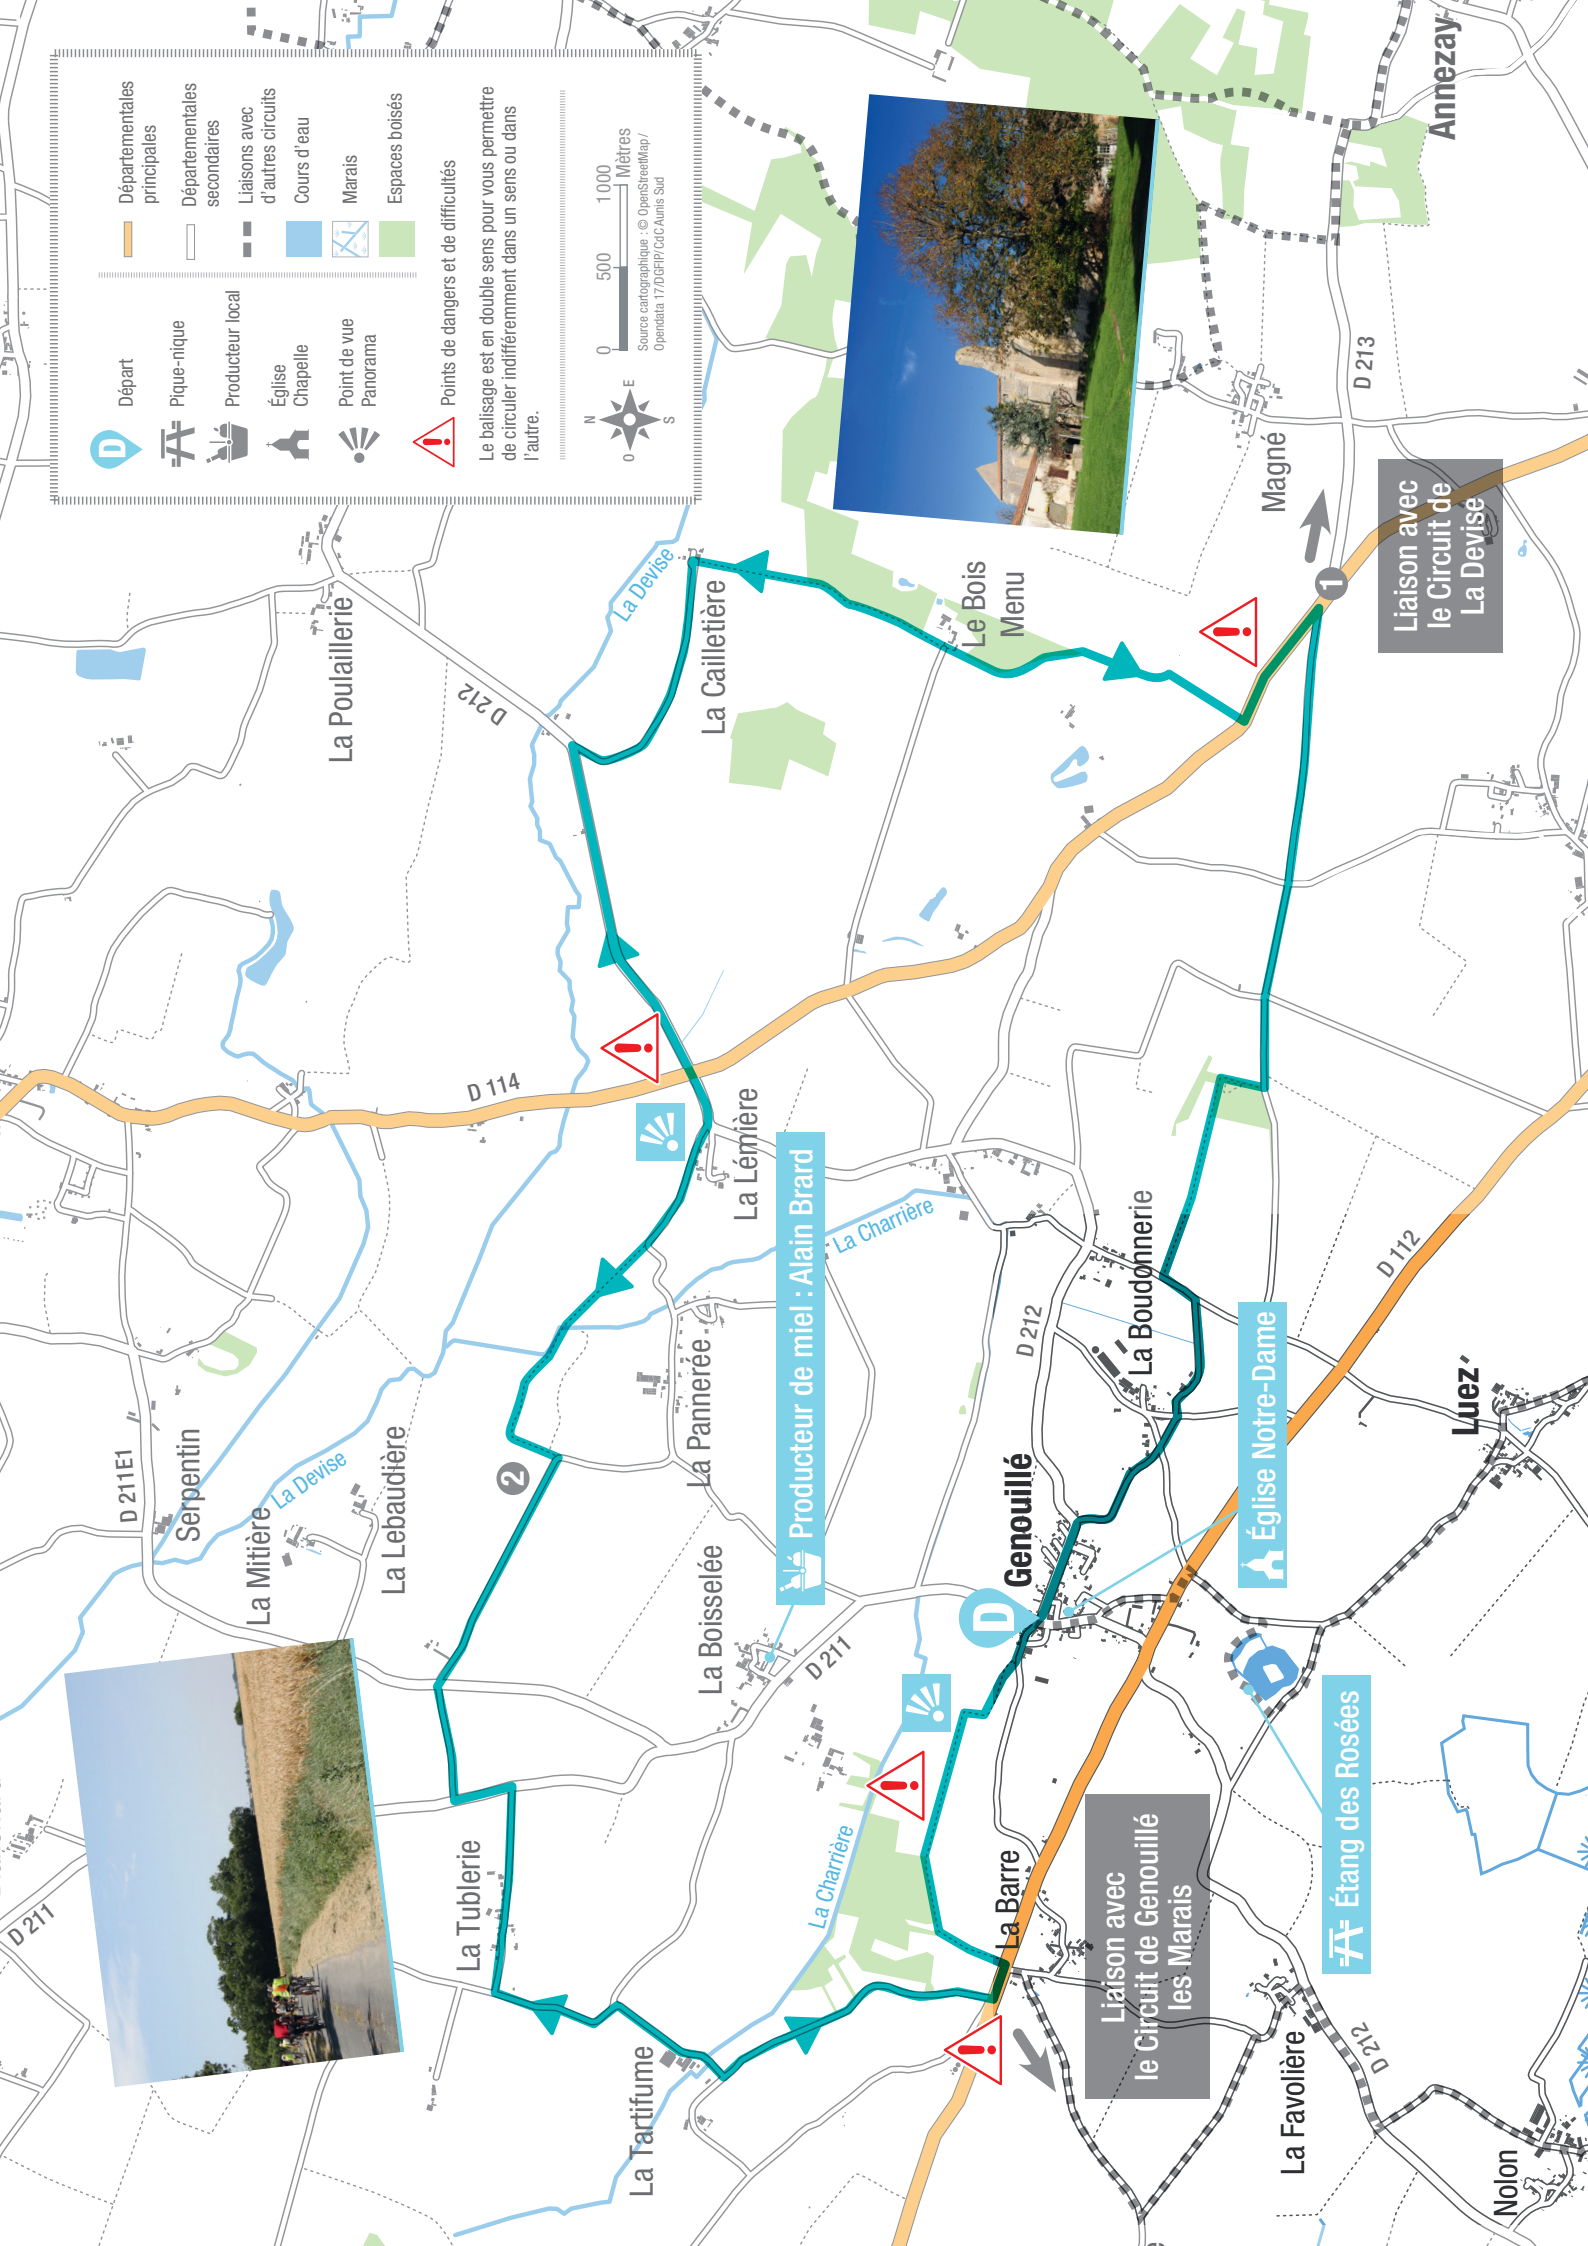 Départ
Pique-nique
Producteur local
Église
Chapelle
Point de vue
Panorama
Départementales
principales
Départementales
secondaires
Liaisons avec
d'autres circuits
Cours d'eau
Marais
Espaces boisés
Points de dangers et de difficultés
Le balisage est en double sens pour vous permettre
de circuler indifféremment dans un sens ou dans
l'autre.
N
O
E
S
0
500
1000
Mètres
Source cartographique : © OpenStreetMap /
Opendata 17/DGFIP/ CdC Aunis Sud
D 211
D 211E1
Serpentin
La Mitière
La Devise
La Lebaudière
D 114
La Poulaillerie
D 212
La Devise
La Cailletière
La Tublerie
2
La Tartifume
La Boisselée
La Pannerée
La Lémière
Producteur de miel : Alain Brard
D 211
La Charrière
La Charrière
Le Bois
Menu
La Barre
D
Genouillé
D 212
La Boudonnerie
Liaison avec
le Circuit de Genouillé
les Marais
Église Notre-Dame
Magné
1
D 213
Annezay
Liaison avec
le Circuit de
La Devise
La Favolière
D 212
Étang des Rosées
D 112
Luez
Nolon
D